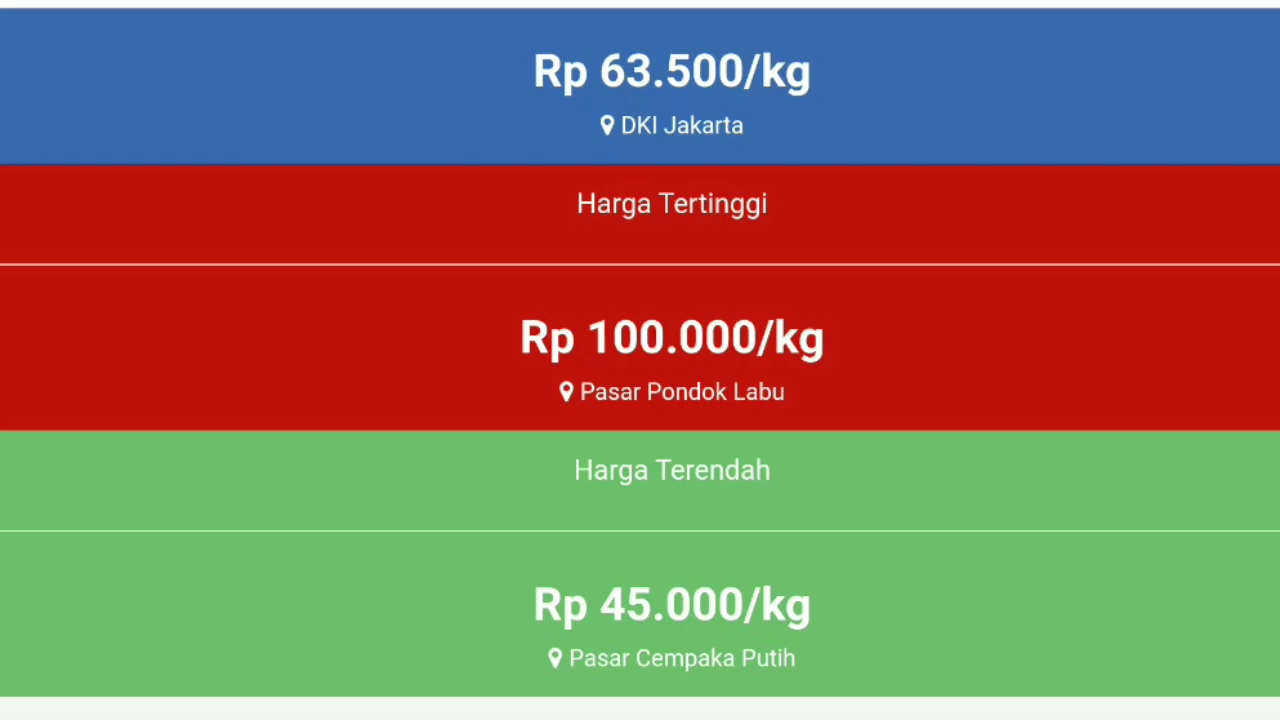 Rp 63.500/kg
DKI Jakarta
Harga Tertinggi
Rp 100.000/kg
Pasar Pondok Labu
Harga Terendah
Rp 45.000/kg
Pasar Cempaka Putih